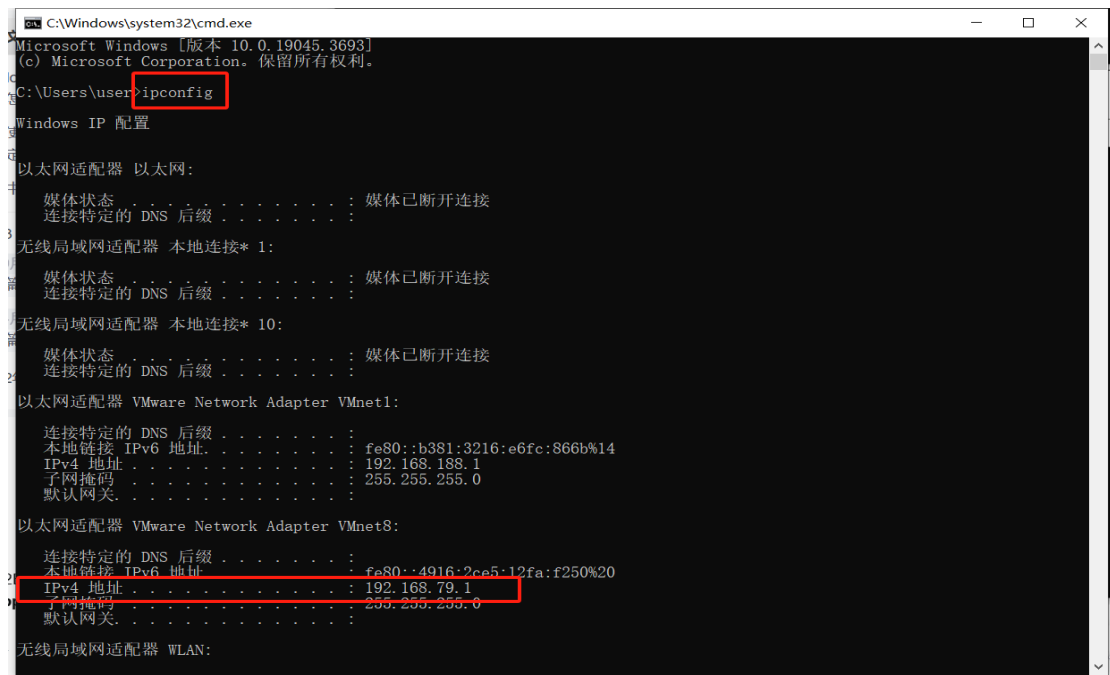 C:\Windows\system32\cmd.exe
Microsoft Windows [版本 10.0.19045.3693]
(c) Microsoft Corporation。保留所有权利。
C:\Users\user>ipconfig
Windows IP 配置
以太网适配器 以太网:
媒体状态 . . . . . . . . . . . . : 媒体已断开连接
连接特定的 DNS 后缀 . . . . . . . :
无线局域网适配器 本地连接* 1:
媒体状态 . . . . . . . . . . . . : 媒体已断开连接
连接特定的 DNS 后缀 . . . . . . . :
无线局域网适配器 本地连接* 10:
媒体状态 . . . . . . . . . . . . : 媒体已断开连接
连接特定的 DNS 后缀 . . . . . . . :
以太网适配器 VMware Network Adapter VMnet1:
连接特定的 DNS 后缀 . . . . . . . :
本地链接 IPv6 地址. . . . . . . . : fe80::b381:3216:e6fc:866b%14
IPv4 地址 . . . . . . . . . . . . : 192.168.188.1
子网掩码 . . . . . . . . . . . . : 255.255.255.0
默认网关. . . . . . . . . . . . . :
以太网适配器 VMware Network Adapter VMnet8:
连接特定的 DNS 后缀 . . . . . . . :
本地链接 IPv6 地址. . . . . . . . : fe80::4916:2ce5:12fa:f250%20
IPv4 地址 . . . . . . . . . . . . : 192.168.79.1
子网掩码 . . . . . . . . . . . . : 255.255.255.0
默认网关. . . . . . . . . . . . . :
无线局域网适配器 WLAN: